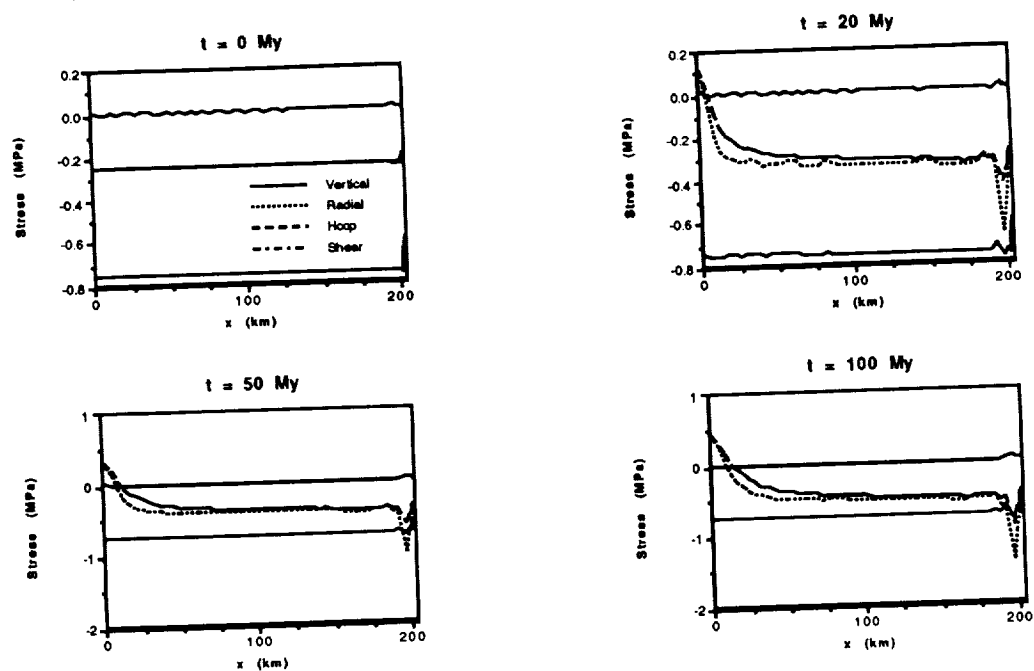 t = 0 My
0.2
0.0
-0.2
-0.4
-0.6
-0.8
Stress (MPa)
Vertical
Radial
Hoop
Shear
0
100
200
x (km)
t = 20 My
0.2
0.0
-0.2
-0.4
-0.6
-0.8
Stress (MPa)
0
100
200
x (km)
t = 50 My
1
0
-1
-2
Stress (MPa)
0
100
200
x (km)
t = 100 My
1
0
-1
-2
Stress (MPa)
0
100
200
x (km)